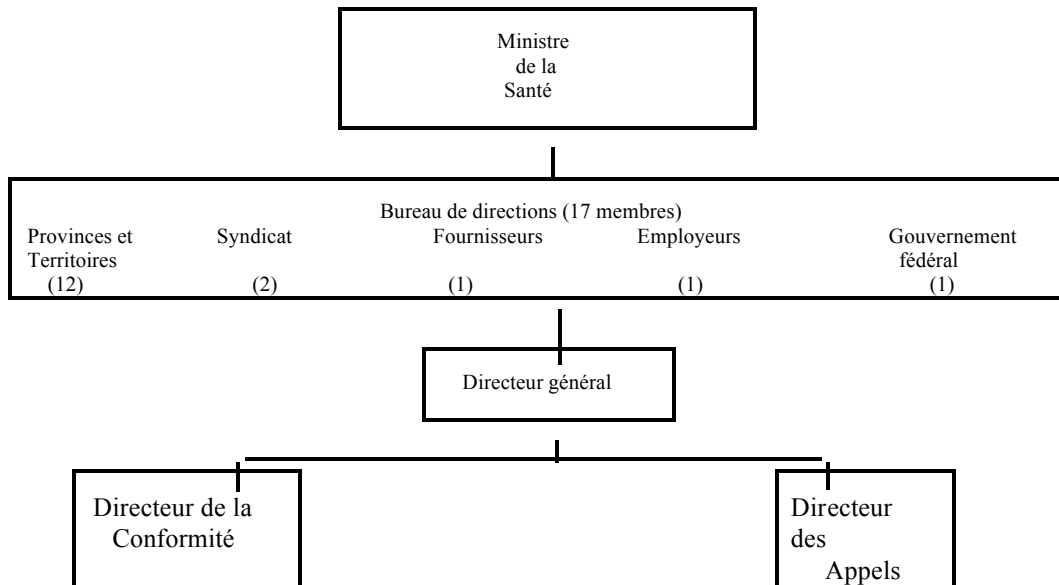 Ministre
de la
Santé
Bureau de directions (17 membres)
Provinces et Syndicat Fournisseurs Employeurs Gouvernement
Territoires fédéral
(12) (2) (1) (1) (1)
Directeur général
Directeur de la
Conformité
Directeur
des
Appels